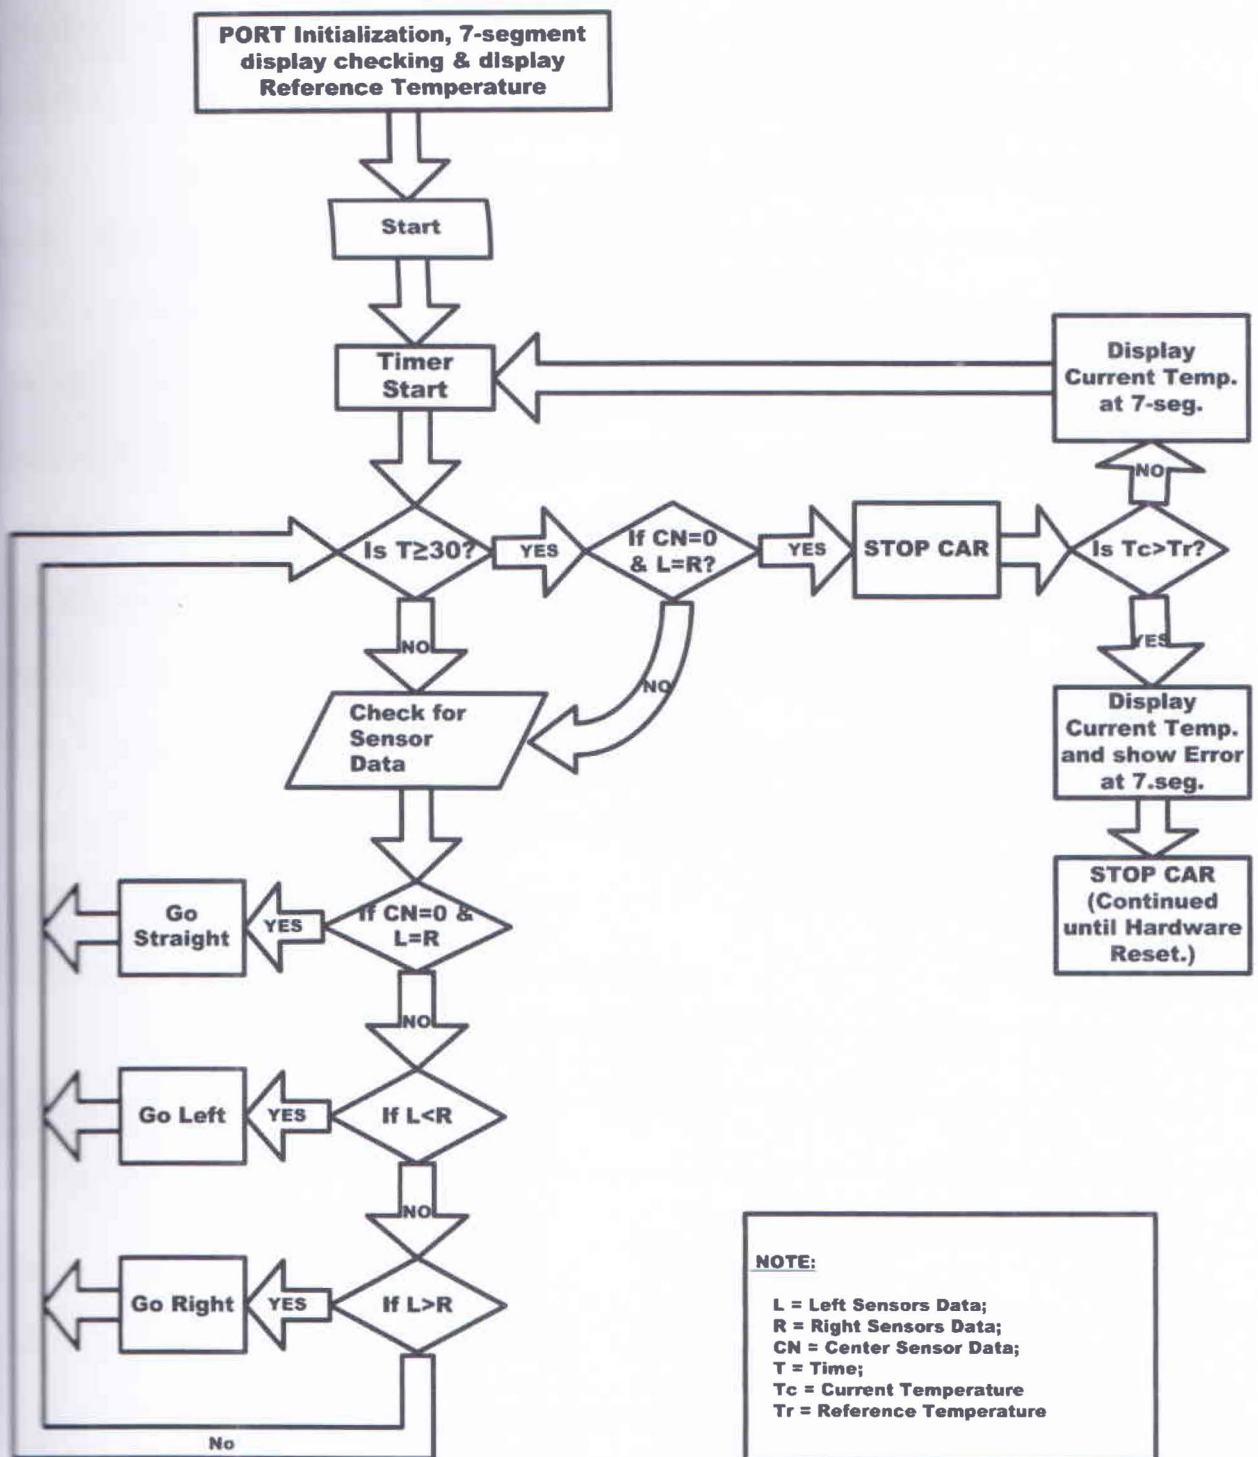 PORT Initialization, 7-segment
display checking & display
Reference Temperature
Start
Timer
Start
Display
Current Temp.
at 7-seg.
NO
Is T≥30?
YES
If CN=0
& L=R?
YES
STOP CAR
Is Tc>Tr?
NO
NO
YES
Check for
Sensor
Data
Display
Current Temp.
and show Error
at 7.seg.
STOP CAR
(Continued
until Hardware
Reset.)
Go
Straight
YES
If CN=0 &
L=R
NO
Go Left
YES
If L<R
NO
Go Right
YES
If L>R
No
NOTE:
L = Left Sensors Data;
R = Right Sensors Data;
CN = Center Sensor Data;
T = Time;
Tc = Current Temperature
Tr = Reference Temperature